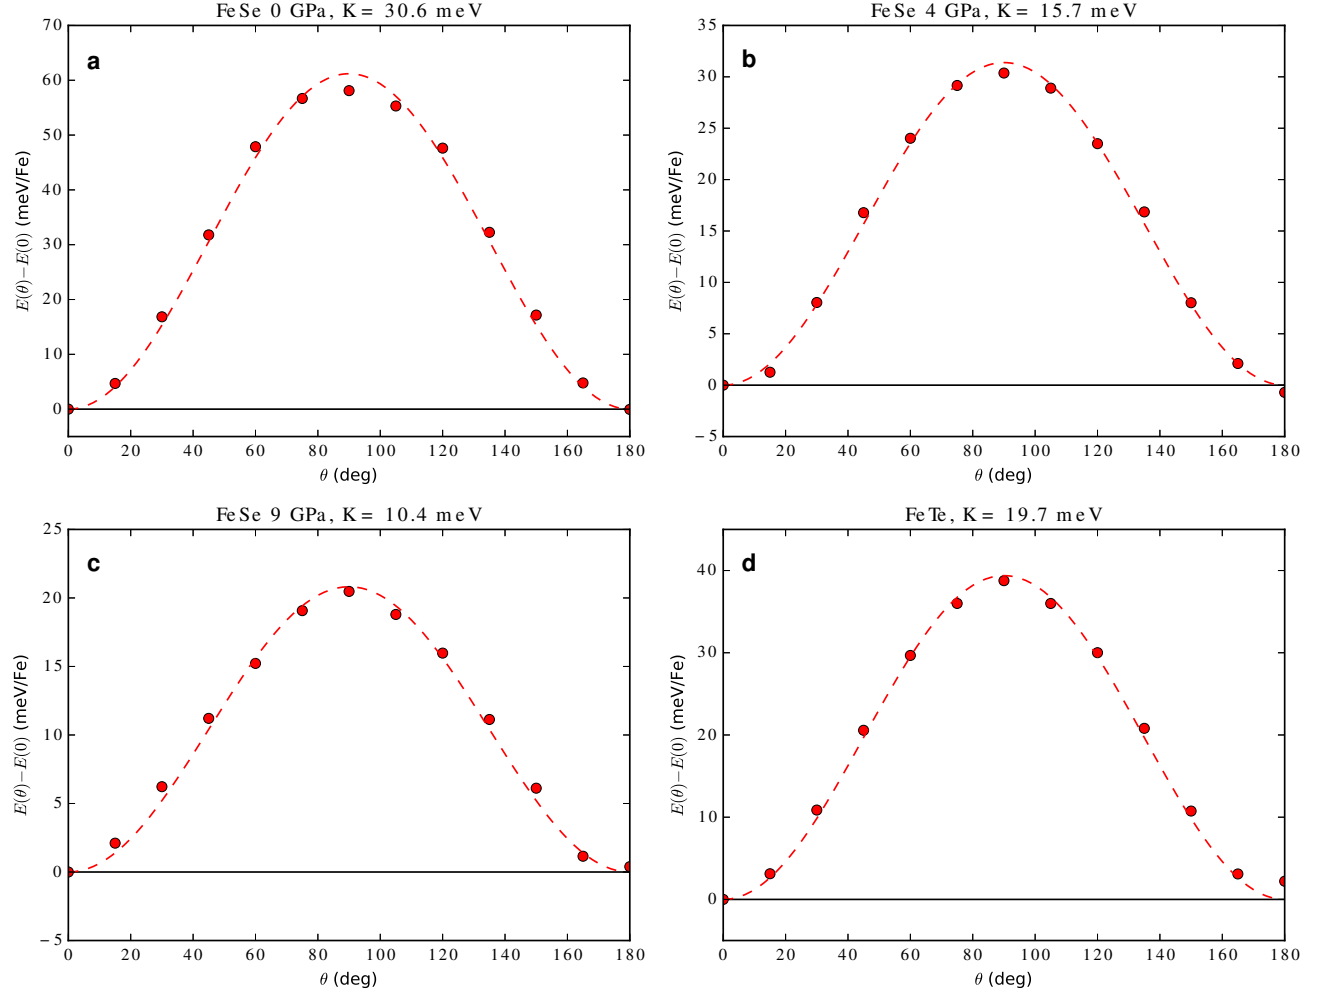 FeSe 0 GPa, K= 30.6 meV
a
70
60
50
40
30
20
10
0
E(θ)−E(0) (meV/Fe)
0 20 40 60 80 100 120 140 160 180
θ (deg)
FeSe 4 GPa, K= 15.7 meV
b
35
30
25
20
15
10
5
0
−5
E(θ)−E(0) (meV/Fe)
0 20 40 60 80 100 120 140 160 180
θ (deg)
FeSe 9 GPa, K= 10.4 meV
c
25
20
15
10
5
0
−5
E(θ)−E(0) (meV/Fe)
0 20 40 60 80 100 120 140 160 180
θ (deg)
FeTe, K= 19.7 meV
d
40
30
20
10
0
E(θ)−E(0) (meV/Fe)
0 20 40 60 80 100 120 140 160 180
θ (deg)